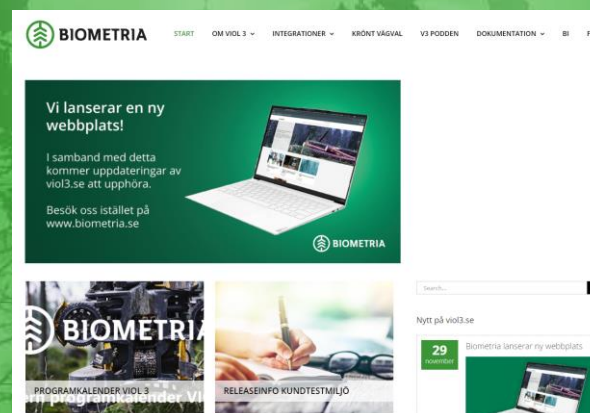 BIOMETRIA
START
OM VIOL 3
INTEGRATIONER
KRÖNT VÄGVAL
V3 PODDEN
DOKUMENTATION
BI
Vi lanserar en ny
webbplats!
I samband med detta
kommer uppdateringar av
viol3.se att upphöra.
Besök oss istället på
www.biometria.se
BIOMETRIA
Search...
Nytt på viol3.se
29
november
Biometria lanserar ny webbplats
BIOMETRI
PROGRAMKALENDER VIOL 3
programkalender
RELEASEINFO KUNDTESTMILJÖ